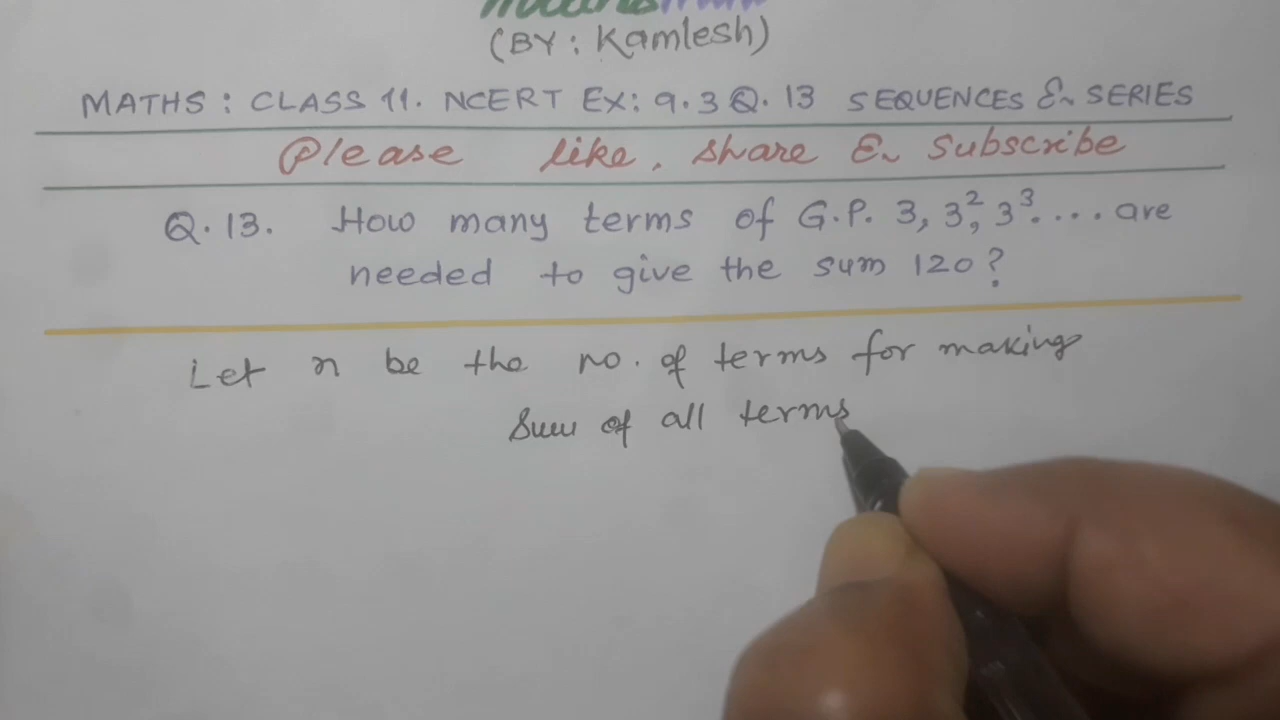 (BY: Kamlesh)
MATHS: CLASS 11. NCERT EX: 9.3 Q. 13 SEQUENCES & SERIES
Please like, share & Subscribe
Q. 13. How many terms of G.P. 3, 3², 3³.... are
needed to give the sum 120?
Let n be the no. of terms for making
Sum of all terms